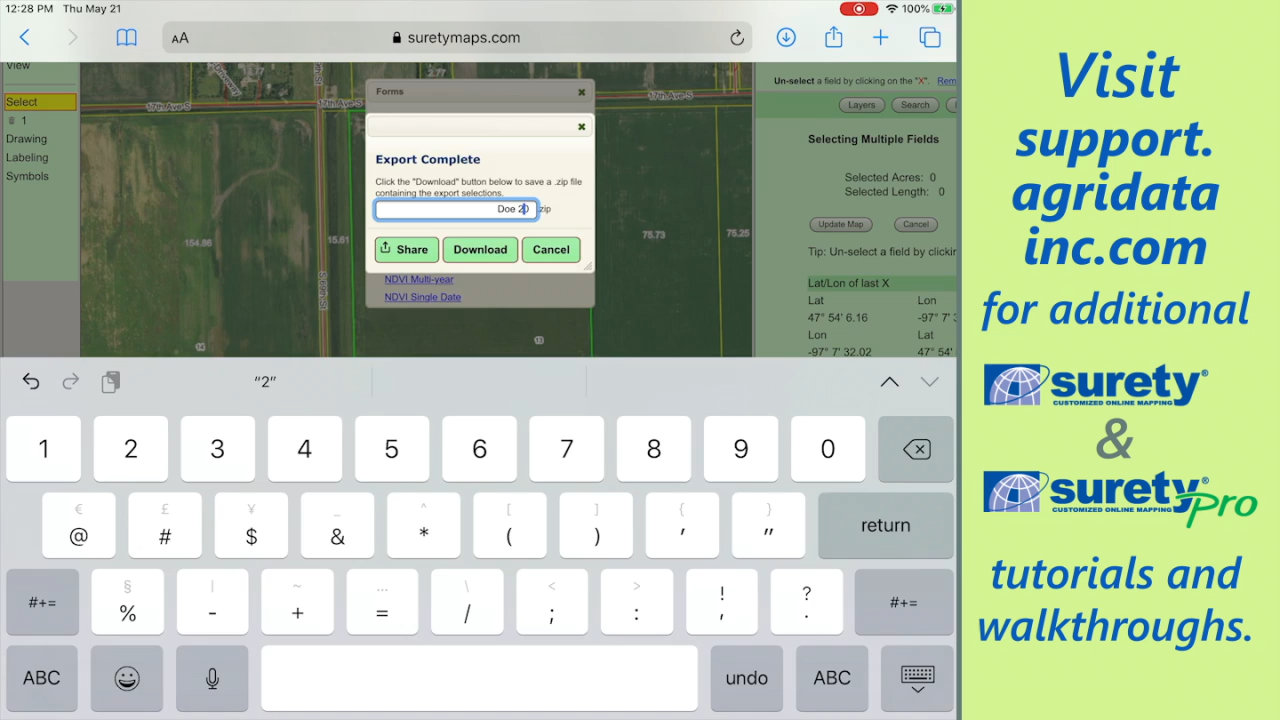 12:28 PM Thu May 21
100%
AA
suretymaps.com
View
Select
1
Drawing
Labeling
Symbols
17th Ave S
17th Ave S
17th Ave S
2.77
154.86
15.61
75.73
75.25
14
13
Forms
Export Complete
Click the "Download" button below to save a .zip file
containing the export selections.
Doe 20 .zip
Share
Download
Cancel
NDVI Multi-year
NDVI Single Date
Un-select a field by clicking on the "X". Rem
Layers
Search
Selecting Multiple Fields
Selected Acres: 0
Selected Length: 0
Update Map
Cancel
Tip: Un-select a field by clickin
Lat/Lon of last X
Lat Lon
47° 54' 6.16 -97° 7' 3
Lon Lat
-97° 7' 32.02 47° 54'
"2"
1 2 3 4 5 6 7 8 9 0
€ £ ¥ _ ^ [ ] { }
@ # $ & * ( ) ' "
return
§ | ~ … \ < > ! ?
#+= % - + = / ; : , . #+=
ABC
undo
ABC
Visit
support.
agridata
inc.com
for additional
surety®
CUSTOMIZED ONLINE MAPPING
&
surety® pro
CUSTOMIZED ONLINE MAPPING
tutorials and
walkthroughs.